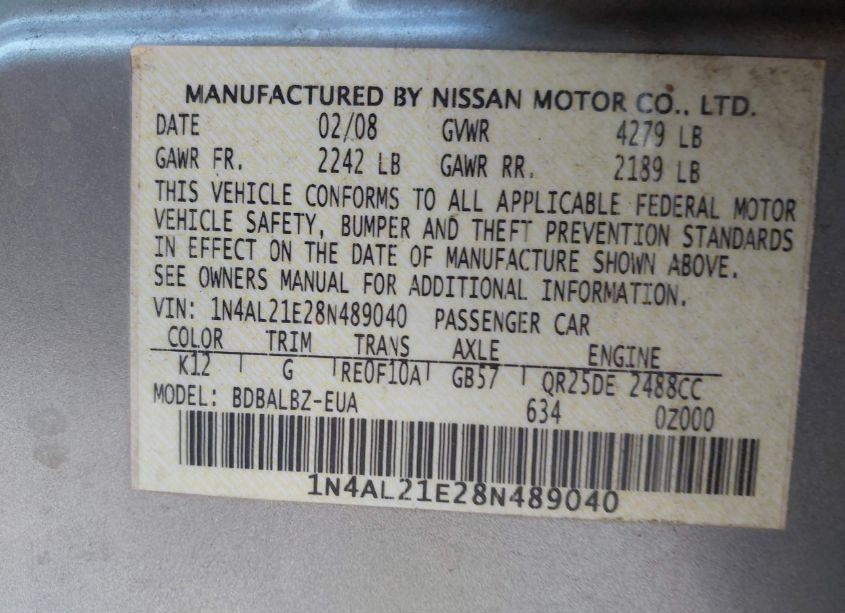 MANUFACTURED BY NISSAN MOTOR CO., LTD.
DATE 02/08 GVWR 4279 LB
GAWR FR. 2242 LB GAWR RR. 2189 LB
THIS VEHICLE CONFORMS TO ALL APPLICABLE FEDERAL MOTOR
VEHICLE SAFETY, BUMPER AND THEFT PREVENTION STANDARDS
IN EFFECT ON THE DATE OF MANUFACTURE SHOWN ABOVE.
SEE OWNERS MANUAL FOR ADDITIONAL INFORMATION.
VIN: 1N4AL21E28N489040 PASSENGER CAR
COLOR TRIM TRANS AXLE ENGINE
K12 G RE0F10A GB57 QR25DE 2488CC
MODEL: BDBALBZ-EUA 634 0Z000
1N4AL21E28N489040